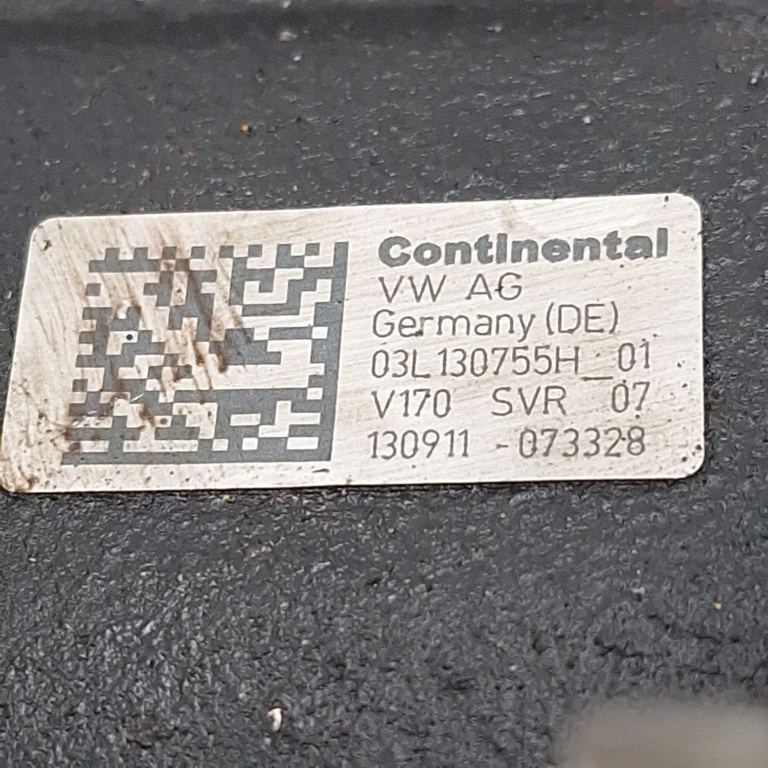 Continental
VW AG
Germany (DE)
03L130755H_01
V170 SVR 07
130911 - 073328